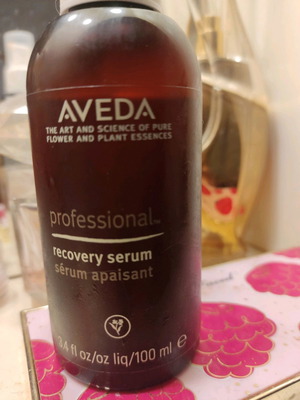 AVEDA
THE ART AND SCIENCE OF PURE
FLOWER AND PLANT ESSENCES
professional™
recovery serum
sérum apaisant
3.4 fl oz/oz liq/100 ml e